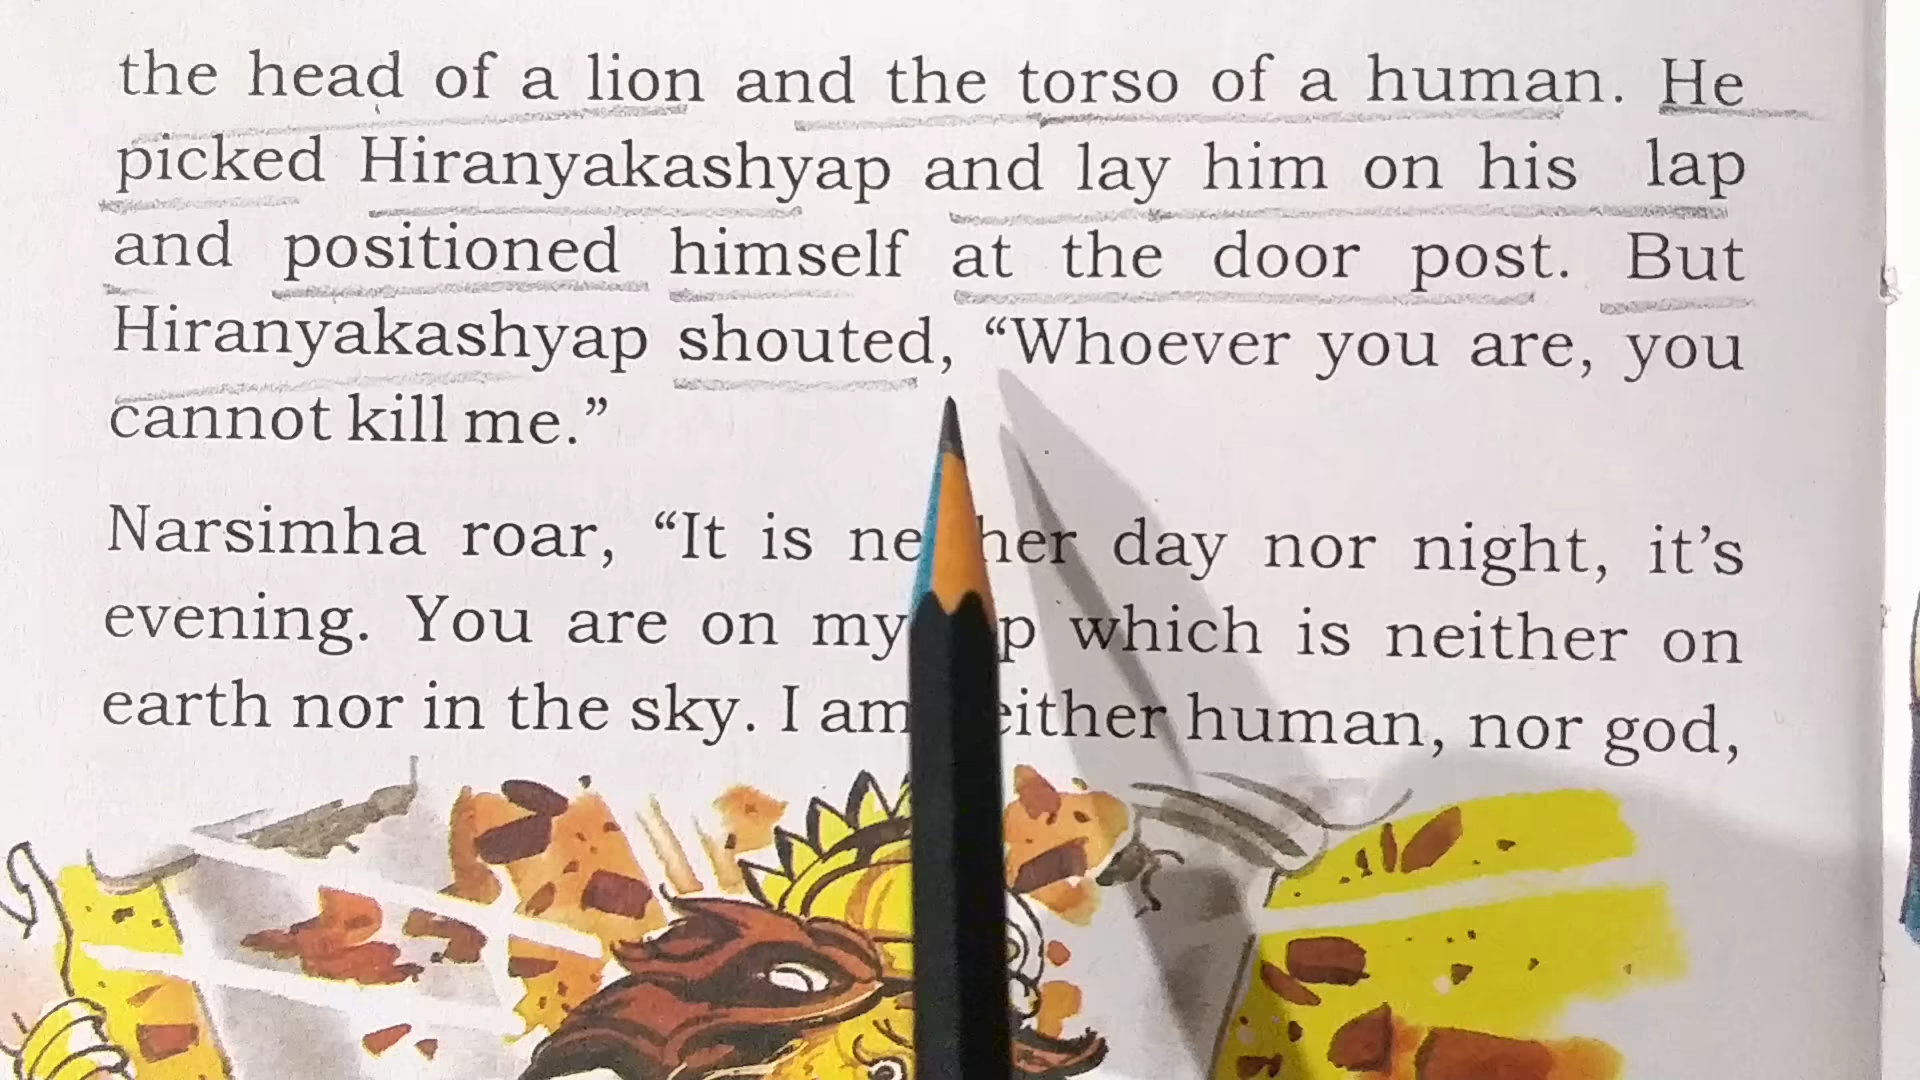 the head of a lion and the torso of a human. He
picked Hiranyakashyap and lay him on his lap
and positioned himself at the door post. But
Hiranyakashyap shouted, “Whoever you are, you
cannot kill me.”
Narsimha roar, “It is day nor night, it’s
evening. You are on my which is neither on
earth nor in the sky. I am human, nor god,